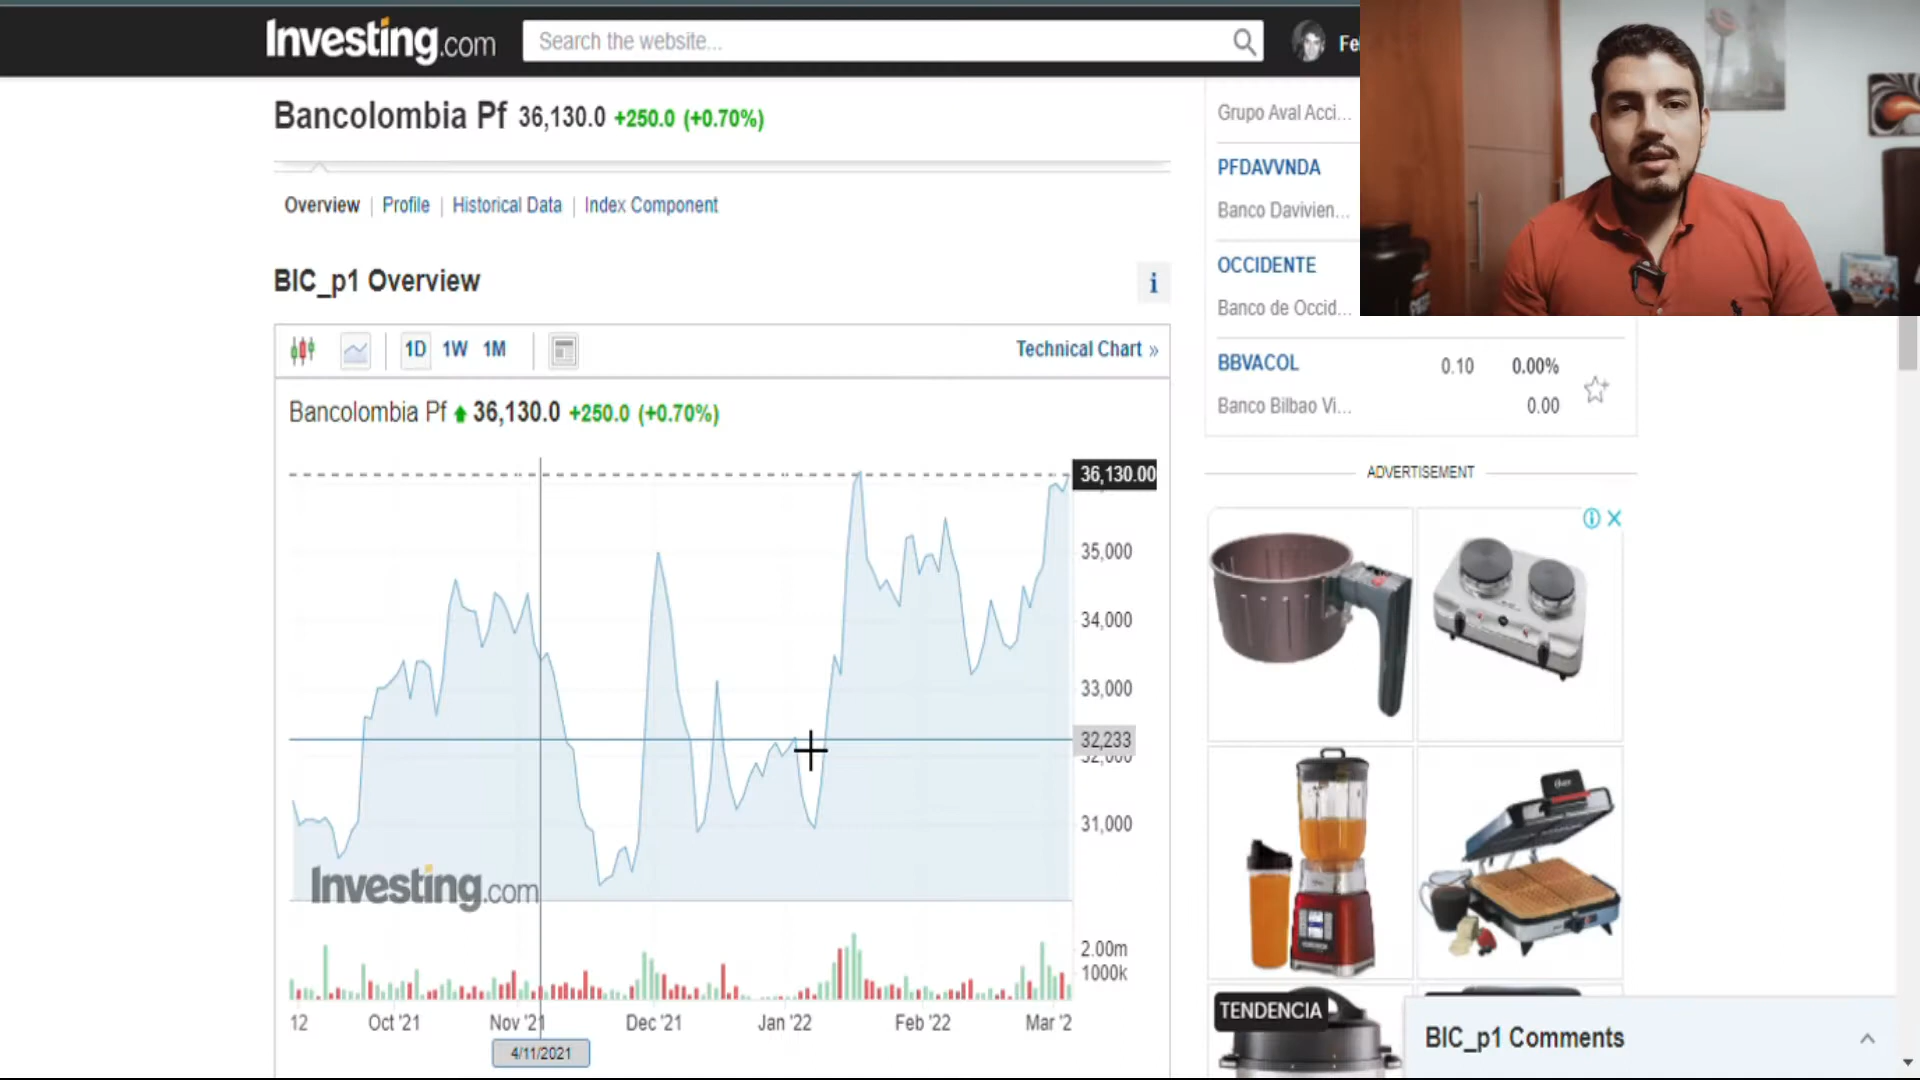 Investing.com
Search the website...
Fe
Bancolombia Pf 36,130.0 +250.0 (+0.70%)
Overview | Profile | Historical Data | Index Component
BIC_p1 Overview
i
1D 1W 1M
Technical Chart »
Bancolombia Pf 36,130.0 +250.0 (+0.70%)
36,130.00
35,000
34,000
33,000
32,233
32,000
31,000
Investing.com
2.00m
1000k
12 Oct '21 Nov '21 Dec '21 Jan '22 Feb '22 Mar '2
4/11/2021
Grupo Aval Acci...
PFDAVVNDA
Banco Davivien...
OCCIDENTE
Banco de Occid...
BBVACOL 0.10 0.00%
Banco Bilbao Vi... 0.00
ADVERTISEMENT
TENDENCIA
BIC_p1 Comments